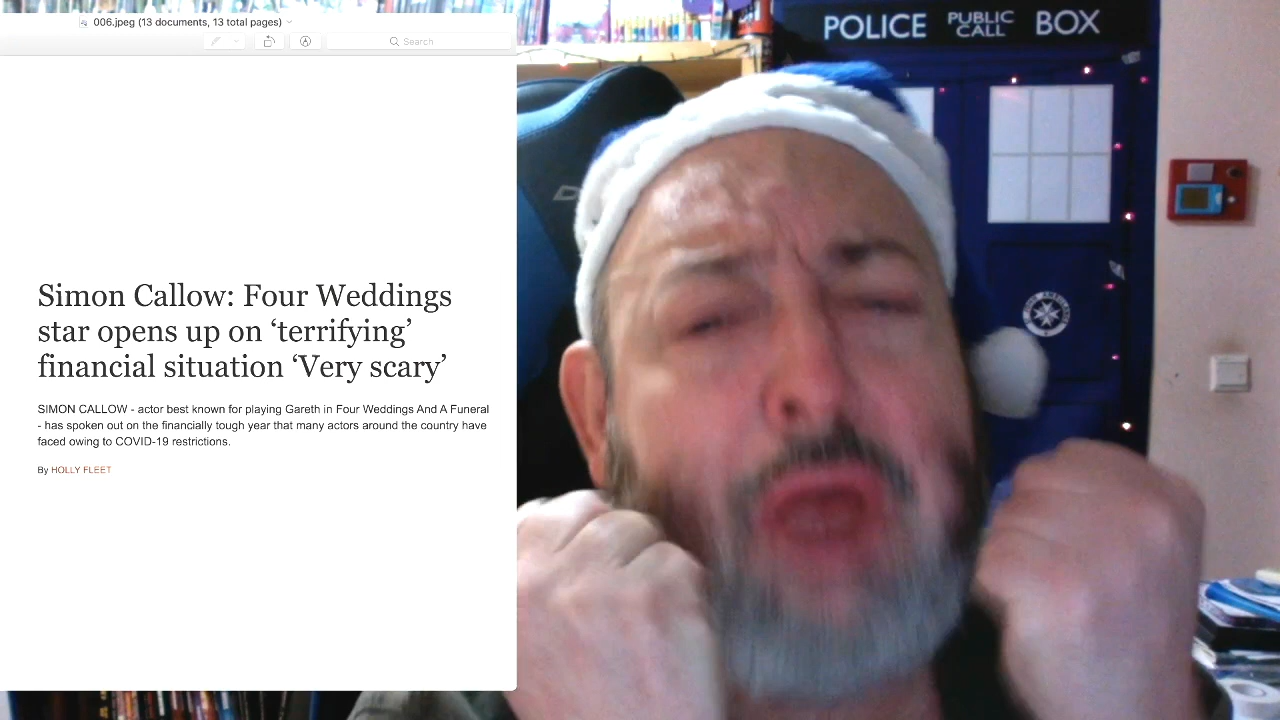 006.jpeg (13 documents, 13 total pages)
Search
Simon Callow: Four Weddings
star opens up on ‘terrifying’
financial situation ‘Very scary’
SIMON CALLOW - actor best known for playing Gareth in Four Weddings And A Funeral
- has spoken out on the financially tough year that many actors around the country have
faced owing to COVID-19 restrictions.
By HOLLY FLEET
POLICE PUBLIC CALL BOX